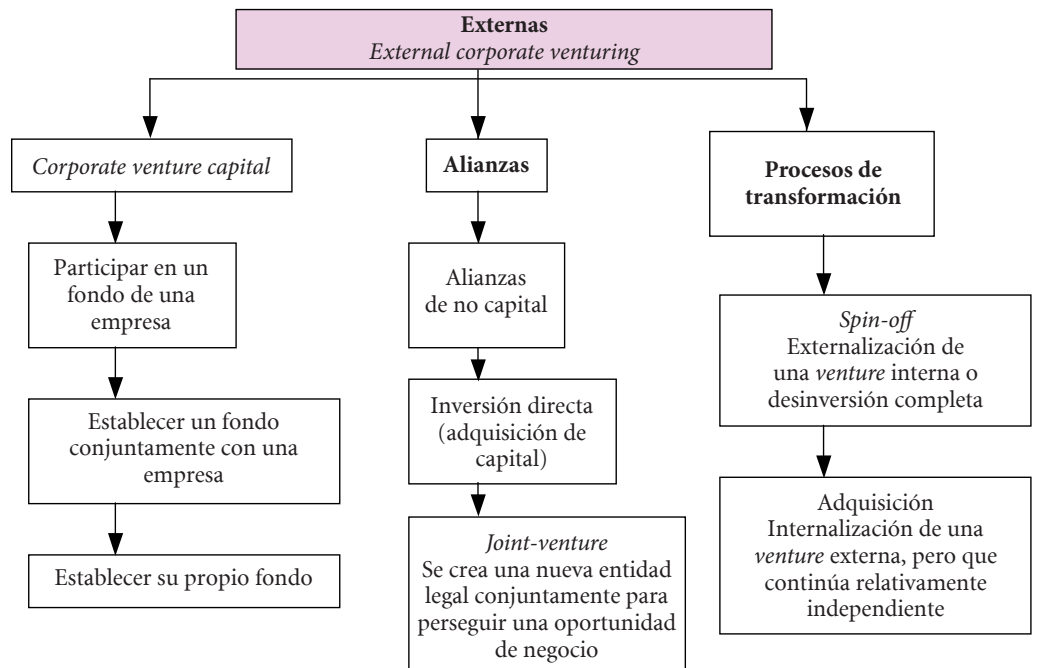 Externas
External corporate venturing
Corporate venture capital
Participar en un
fondo de una
empresa
Establecer un fondo
conjuntamente con una
empresa
Establecer su propio fondo
Alianzas
Alianzas
de no capital
Inversión directa
(adquisición de
capital)
Joint-venture
Se crea una nueva entidad
legal conjuntamente para
perseguir una oportunidad
de negocio
Procesos de
transformación
Spin-off
Externalización de
una venture interna o
desinversión completa
Adquisición
Internalización de una
venture externa, pero que
continúa relativamente
independiente